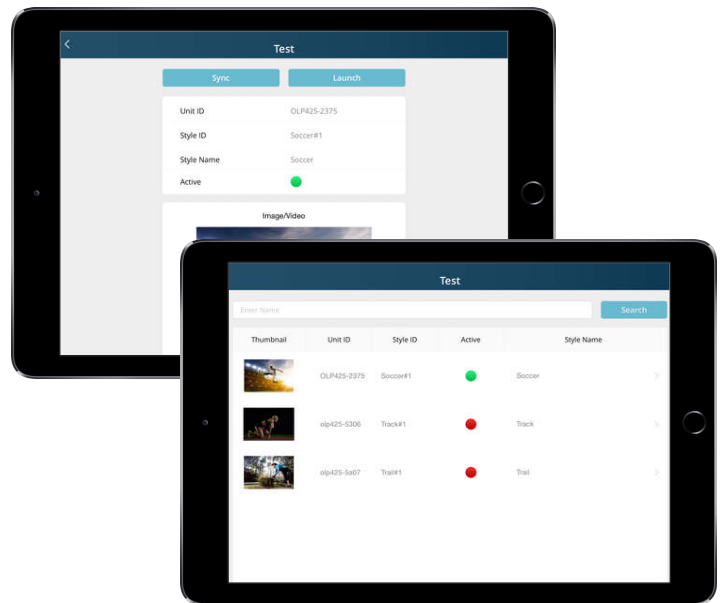 Test
Sync Launch
Unit ID OLP425-2375
Style ID Soccer#1
Style Name Soccer
Active
Image/Video
Test
Enter Name Search
Thumbnail Unit ID Style ID Active Style Name
OLP425-2375 Soccer#1 Soccer
olp425-5306 Track#1 Track
olp425-5a07 Trail#1 Trail